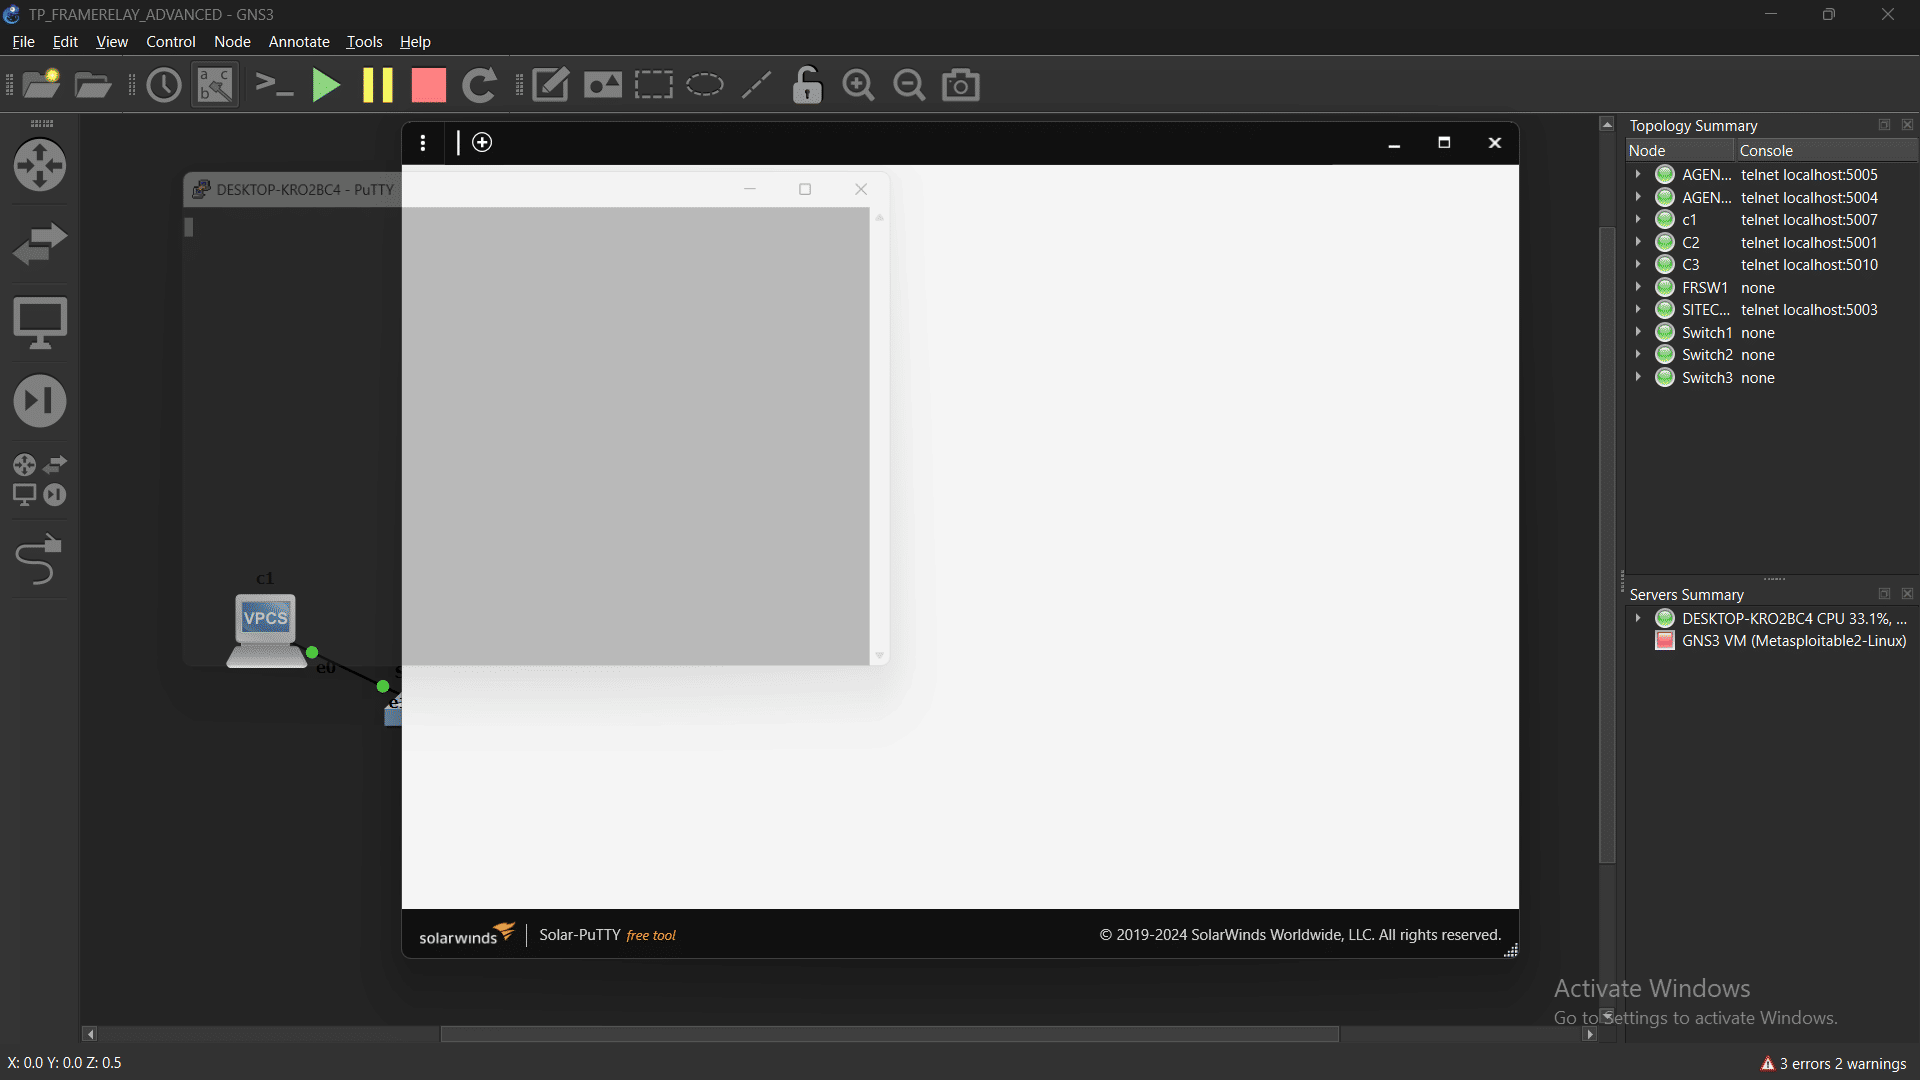 TP_FRAMERELAY_ADVANCED - GNS3
File Edit View Control Node Annotate Tools Help
DESKTOP-KRO2BC4 - PuTTY
c1
VPCS
e0
solarwinds
Solar-PuTTY free tool
© 2019-2024 SolarWinds Worldwide, LLC. All rights reserved.
Topology Summary
Node Console
AGEN... telnet localhost:5005
AGEN... telnet localhost:5004
c1 telnet localhost:5007
C2 telnet localhost:5001
C3 telnet localhost:5010
FRSW1 none
SITEC... telnet localhost:5003
Switch1 none
Switch2 none
Switch3 none
Servers Summary
DESKTOP-KRO2BC4 CPU 33.1%, ...
GNS3 VM (Metasploitable2-Linux)
Activate Windows
Go to Settings to activate Windows.
X: 0.0 Y: 0.0 Z: 0.5
3 errors 2 warnings